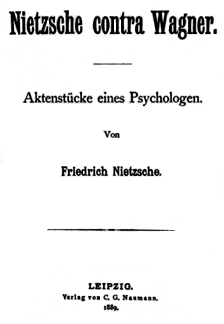 Nietzsche contra Wagner.
Aktenstücke eines Psychologen.
Von
Friedrich Nietzsche.
LEIPZIG.
Verlag von C. G. Naumann.
1889.